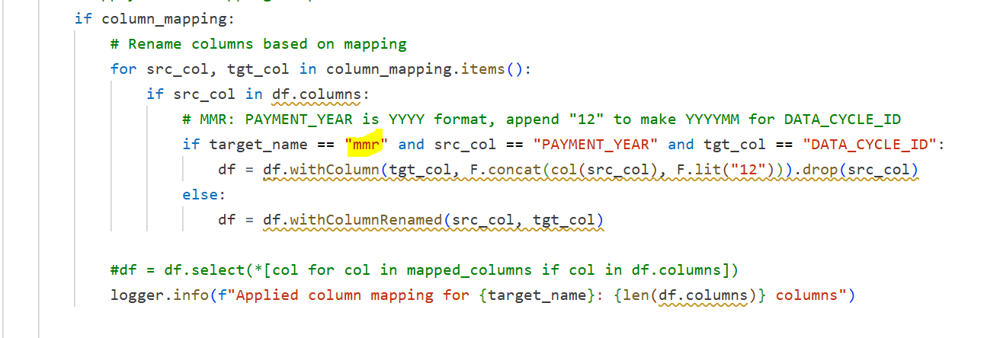 if column_mapping:
# Rename columns based on mapping
for src_col, tgt_col in column_mapping.items():
if src_col in df.columns:
# MMR: PAYMENT_YEAR is YYYY format, append "12" to make YYYYMM for DATA_CYCLE_ID
if target_name == "mmr" and src_col == "PAYMENT_YEAR" and tgt_col == "DATA_CYCLE_ID":
df = df.withColumn(tgt_col, F.concat(col(src_col), F.lit("12"))).drop(src_col)
else:
df = df.withColumnRenamed(src_col, tgt_col)
#df = df.select(*[col for col in mapped_columns if col in df.columns])
logger.info(f"Applied column mapping for {target_name}: {len(df.columns)} columns")